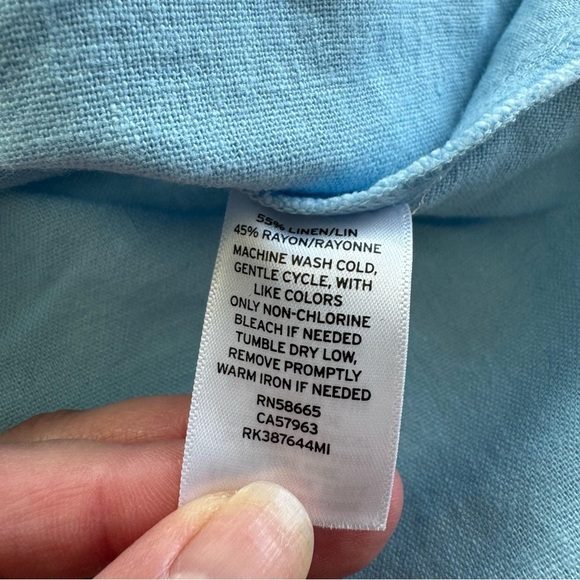 55% LINEN/LIN
45% RAYON/RAYONNE
MACHINE WASH COLD,
GENTLE CYCLE, WITH
LIKE COLORS
ONLY NON-CHLORINE
BLEACH IF NEEDED
TUMBLE DRY LOW,
REMOVE PROMPTLY
WARM IRON IF NEEDED
RN58665
CA57963
RK387644MI